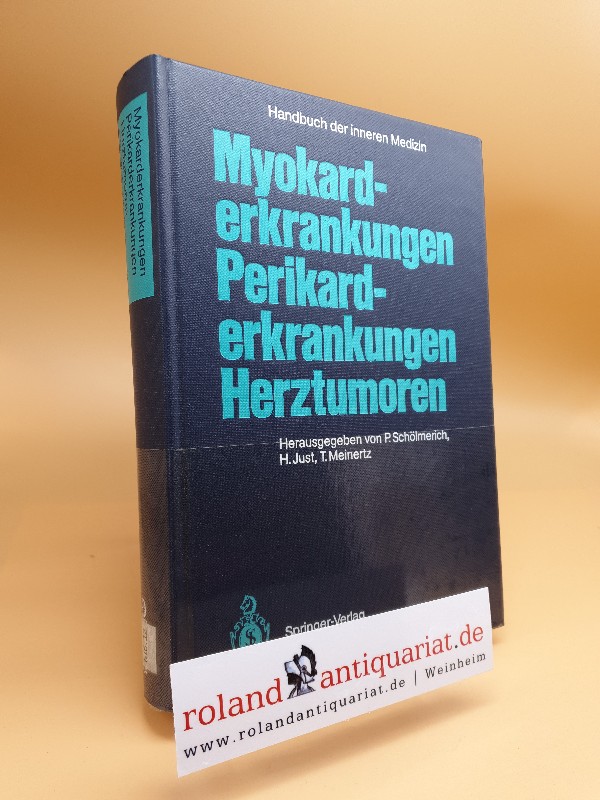 Handbuch der inneren Medizin
Myokard-
erkrankungen
Perikard-
erkrankungen
Herztumoren
Herausgegeben von P. Schölmerich,
H. Just, T. Meinertz
Springer-Verlag
Myokarderkrankungen
Perikarderkrankungen
roland antiquariat.de
www.rolandantiquariat.de | Weinheim